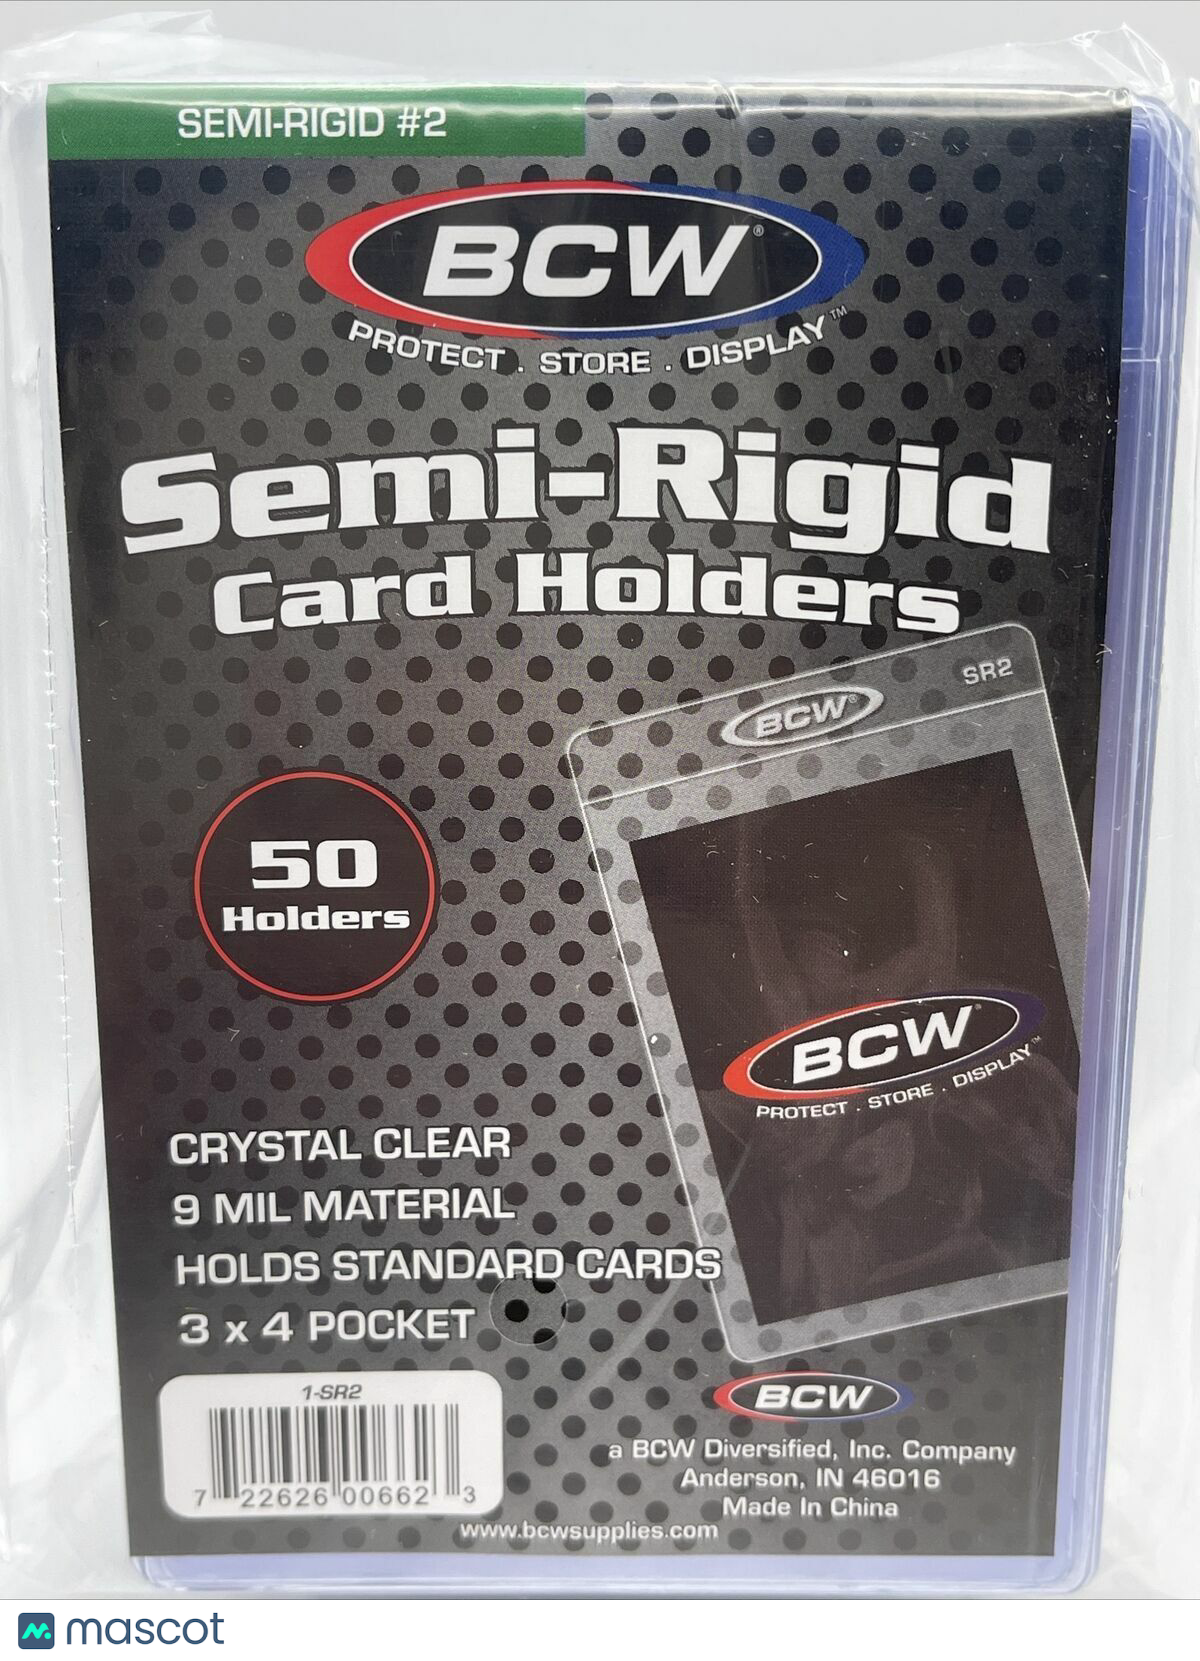 SEMI-RIGID #2
BCW®
PROTECT . STORE . DISPLAY™
Semi-Rigid
Card Holders
SR2
BCW®
50
Holders
BCW
PROTECT . STORE . DISPLAY™
CRYSTAL CLEAR
9 MIL MATERIAL
HOLDS STANDARD CARDS
3 x 4 POCKET
1-SR2
7 22626 00662 3
BCW
a BCW Diversified, Inc. Company
Anderson, IN 46016
Made In China
www.bcwsupplies.com
mascot